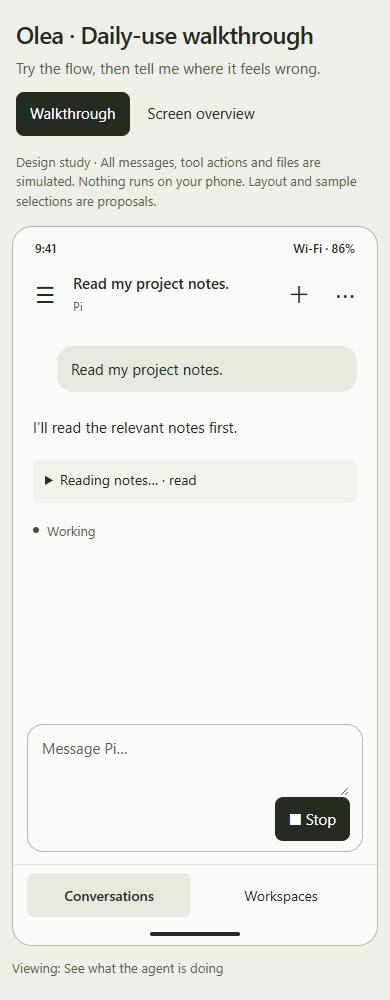 Olea · Daily-use walkthrough
Try the flow, then tell me where it feels wrong.
Walkthrough
Screen overview
Design study · All messages, tool actions and files are
simulated. Nothing runs on your phone. Layout and sample
selections are proposals.
9:41
Wi-Fi · 86%
Read my project notes.
Pi
Read my project notes.
I'll read the relevant notes first.
Reading notes... · read
Working
Message Pi...
Stop
Conversations
Workspaces
Viewing: See what the agent is doing